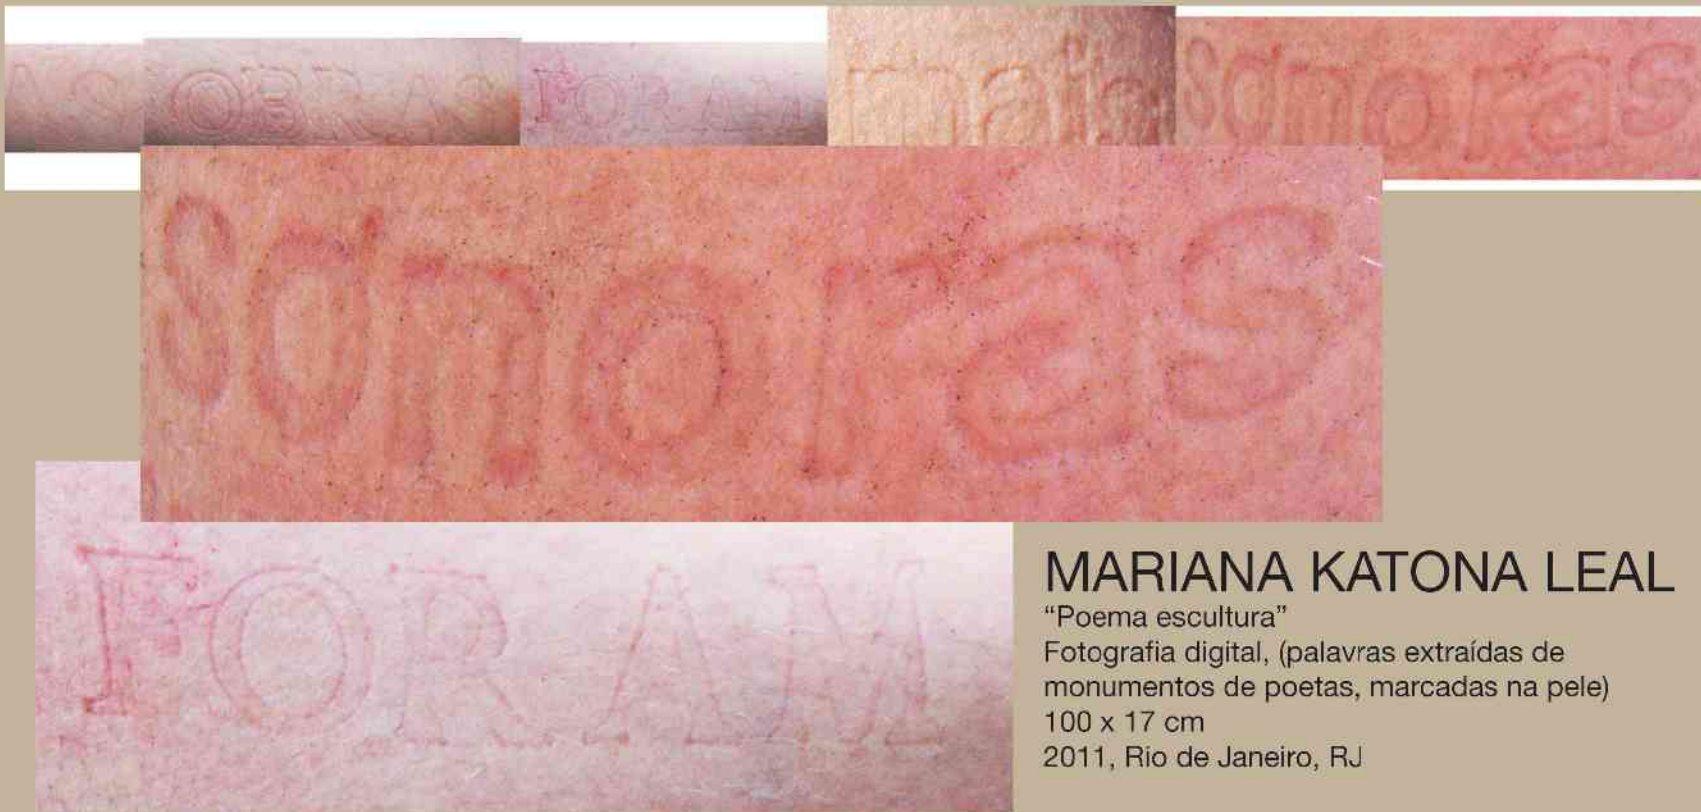 AS OBRAS FORAM mais sonoras
sonoras
FORAM
MARIANA KATONA LEAL
“Poema escultura”
Fotografia digital, (palavras extraídas de
monumentos de poetas, marcadas na pele)
100 x 17 cm
2011, Rio de Janeiro, RJ